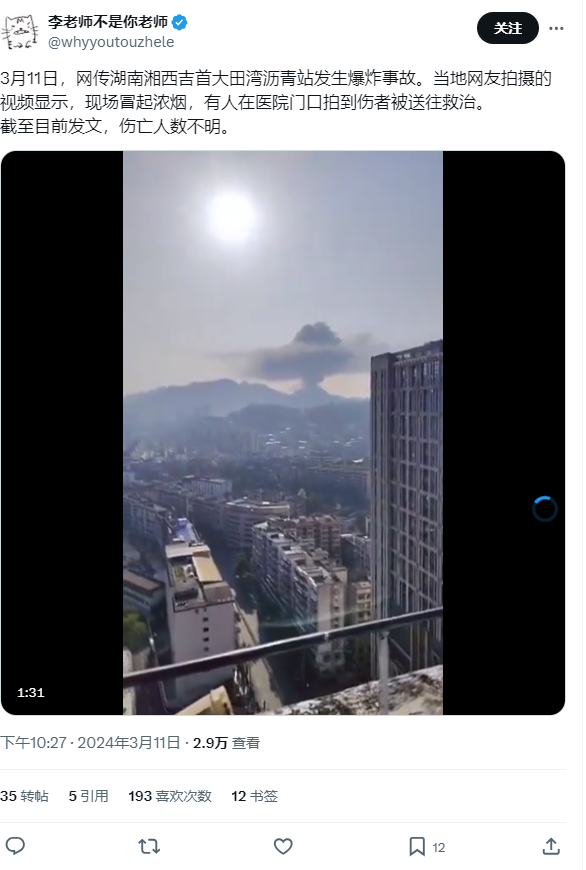 李老师不是你老师
@whyyoutouzhele
关注
3月11日，网传湖南湘西吉首大田湾沥青站发生爆炸事故。当地网友拍摄的
视频显示，现场冒起浓烟，有人在医院门口拍到伤者被送往救治。
截至目前发文，伤亡人数不明。
1:31
下午10:27 · 2024年3月11日 · 2.9万 查看
35 转帖 5 引用 193 喜欢次数 12 书签
12